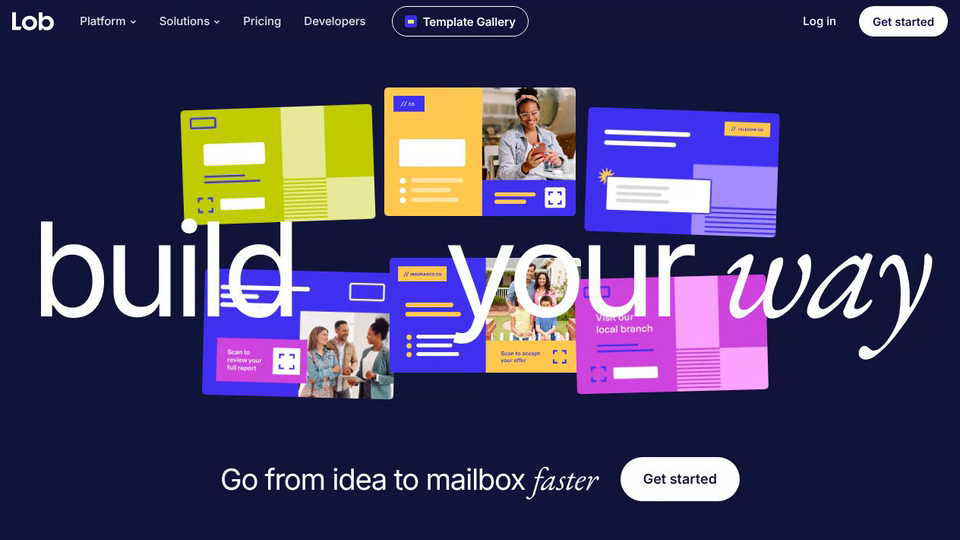 Lob
Platform
Solutions
Pricing
Developers
Template Gallery
Log in
Get started
// co.
// TELECOM CO
build your way
// INSURANCE CO
Scan to
review your
full report
Scan to accept
your offer
Visit our
local branch
Go from idea to mailbox faster
Get started